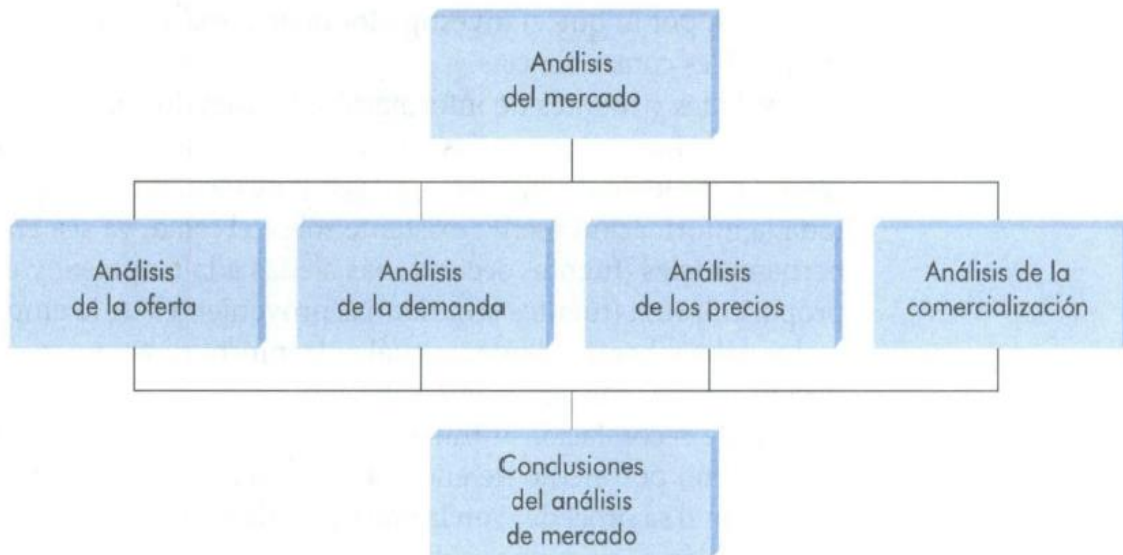 Análisis
del mercado
Análisis
de la oferta
Análisis
de la demanda
Análisis
de los precios
Análisis de la
comercialización
Conclusiones
del análisis
de mercado